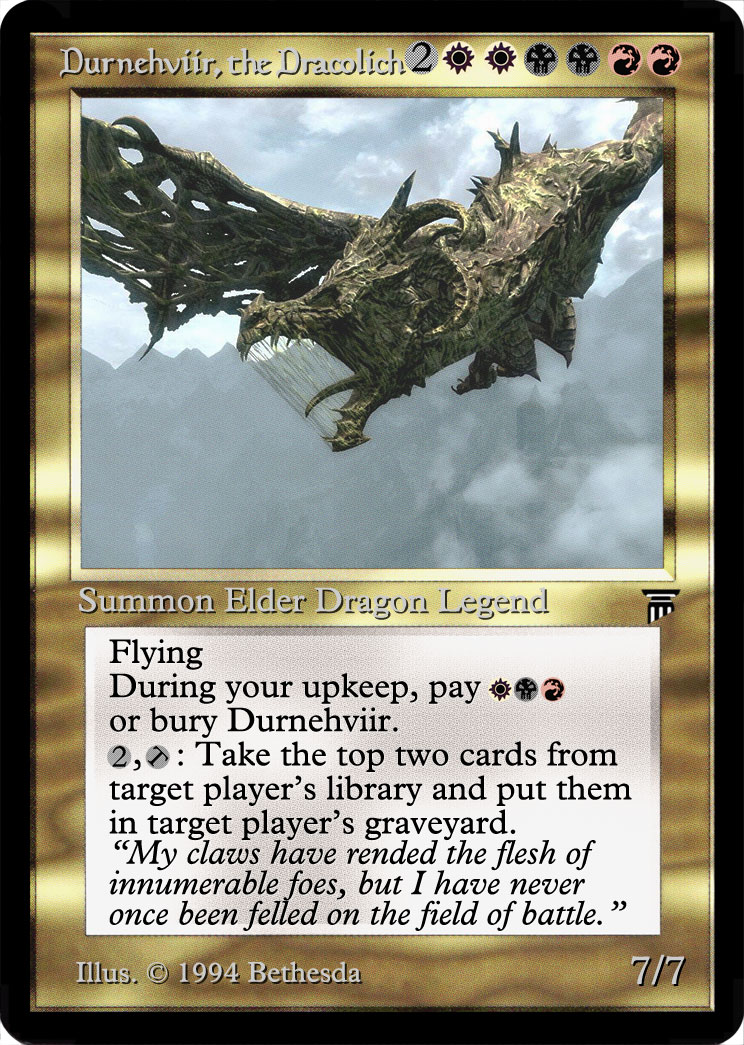 Durnehviir, the Dracolich 2
Summon Elder Dragon Legend
Flying
During your upkeep, pay
or bury Durnehviir.
2, : Take the top two cards from
target player's library and put them
in target player's graveyard.
“My claws have rended the flesh of
innumerable foes, but I have never
once been felled on the field of battle.”
Illus. © 1994 Bethesda
7/7